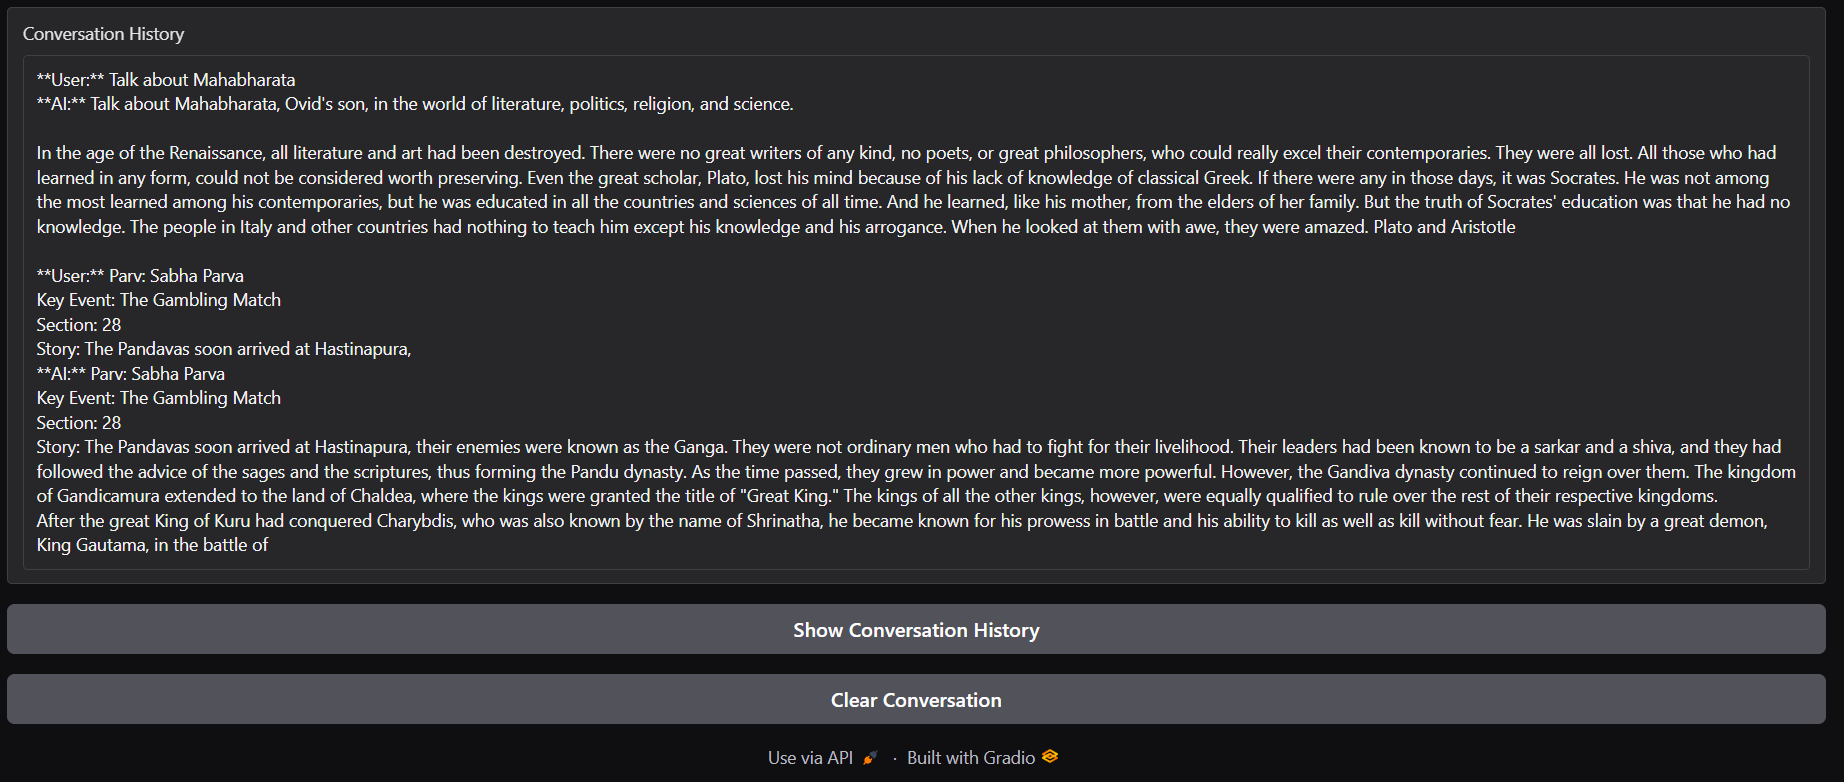 Conversation History
**User:** Talk about Mahabharata
**AI:** Talk about Mahabharata, Ovid's son, in the world of literature, politics, religion, and science.
In the age of the Renaissance, all literature and art had been destroyed. There were no great writers of any kind, no poets, or great philosophers, who could really excel their contemporaries. They were all lost. All those who had
learned in any form, could not be considered worth preserving. Even the great scholar, Plato, lost his mind because of his lack of knowledge of classical Greek. If there were any in those days, it was Socrates. He was not among
the most learned among his contemporaries, but he was educated in all the countries and sciences of all time. And he learned, like his mother, from the elders of her family. But the truth of Socrates' education was that he had no
knowledge. The people in Italy and other countries had nothing to teach him except his knowledge and his arrogance. When he looked at them with awe, they were amazed. Plato and Aristotle
**User:** Parv: Sabha Parva
Key Event: The Gambling Match
Section: 28
Story: The Pandavas soon arrived at Hastinapura,
**AI:** Parv: Sabha Parva
Key Event: The Gambling Match
Section: 28
Story: The Pandavas soon arrived at Hastinapura, their enemies were known as the Ganga. They were not ordinary men who had to fight for their livelihood. Their leaders had been known to be a sarkar and a shiva, and they had
followed the advice of the sages and the scriptures, thus forming the Pandu dynasty. As the time passed, they grew in power and became more powerful. However, the Gandiva dynasty continued to reign over them. The kingdom
of Gandicamura extended to the land of Chaldea, where the kings were granted the title of "Great King." The kings of all the other kings, however, were equally qualified to rule over the rest of their respective kingdoms.
After the great King of Kuru had conquered Charybdis, who was also known by the name of Shrinatha, he became known for his prowess in battle and his ability to kill as well as kill without fear. He was slain by a great demon,
King Gautama, in the battle of
Show Conversation History
Clear Conversation
Use via API · Built with Gradio